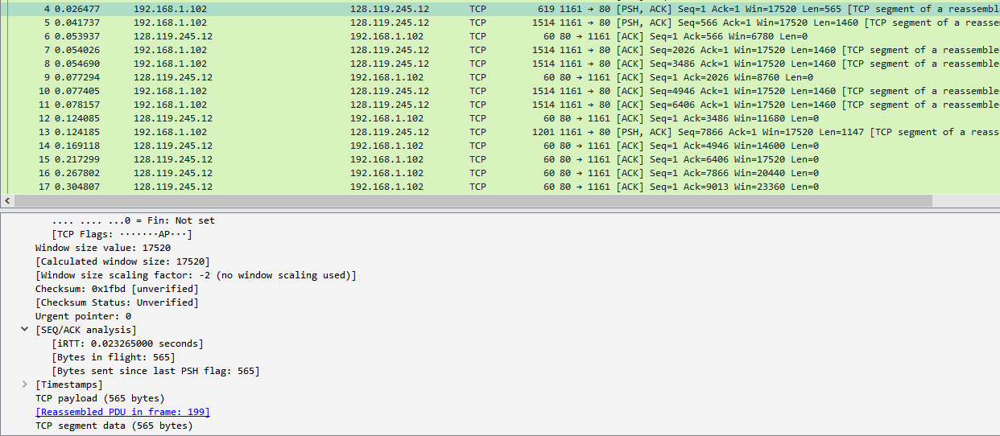 4 0.026477 192.168.1.102 128.119.245.12 TCP 619 1161 → 80 [PSH, ACK] Seq=1 Ack=1 Win=17520 Len=565 [TCP segment of a reassembl
5 0.041737 192.168.1.102 128.119.245.12 TCP 1514 1161 → 80 [PSH, ACK] Seq=566 Ack=1 Win=17520 Len=1460 [TCP segment of a reasse
6 0.053937 128.119.245.12 192.168.1.102 TCP 60 80 → 1161 [ACK] Seq=1 Ack=566 Win=6780 Len=0
7 0.054026 192.168.1.102 128.119.245.12 TCP 1514 1161 → 80 [ACK] Seq=2026 Ack=1 Win=17520 Len=1460 [TCP segment of a reassemble
8 0.054690 192.168.1.102 128.119.245.12 TCP 1514 1161 → 80 [ACK] Seq=3486 Ack=1 Win=17520 Len=1460 [TCP segment of a reassemble
9 0.077294 128.119.245.12 192.168.1.102 TCP 60 80 → 1161 [ACK] Seq=1 Ack=2026 Win=8760 Len=0
10 0.077405 192.168.1.102 128.119.245.12 TCP 1514 1161 → 80 [ACK] Seq=4946 Ack=1 Win=17520 Len=1460 [TCP segment of a reassemble
11 0.078157 192.168.1.102 128.119.245.12 TCP 1514 1161 → 80 [ACK] Seq=6406 Ack=1 Win=17520 Len=1460 [TCP segment of a reassemble
12 0.124085 128.119.245.12 192.168.1.102 TCP 60 80 → 1161 [ACK] Seq=1 Ack=3486 Win=11680 Len=0
13 0.124185 192.168.1.102 128.119.245.12 TCP 1201 1161 → 80 [PSH, ACK] Seq=7866 Ack=1 Win=17520 Len=1147 [TCP segment of a reass
14 0.169118 128.119.245.12 192.168.1.102 TCP 60 80 → 1161 [ACK] Seq=1 Ack=4946 Win=14600 Len=0
15 0.217299 128.119.245.12 192.168.1.102 TCP 60 80 → 1161 [ACK] Seq=1 Ack=6406 Win=17520 Len=0
16 0.267802 128.119.245.12 192.168.1.102 TCP 60 80 → 1161 [ACK] Seq=1 Ack=7866 Win=20440 Len=0
17 0.304807 128.119.245.12 192.168.1.102 TCP 60 80 → 1161 [ACK] Seq=1 Ack=9013 Win=23360 Len=0
.... .... ...0 = Fin: Not set
[TCP Flags: ·······AP···]
Window size value: 17520
[Calculated window size: 17520]
[Window size scaling factor: -2 (no window scaling used)]
Checksum: 0x1fbd [unverified]
[Checksum Status: Unverified]
Urgent pointer: 0
[SEQ/ACK analysis]
[iRTT: 0.023265000 seconds]
[Bytes in flight: 565]
[Bytes sent since last PSH flag: 565]
[Timestamps]
TCP payload (565 bytes)
[Reassembled PDU in frame: 199]
TCP segment data (565 bytes)